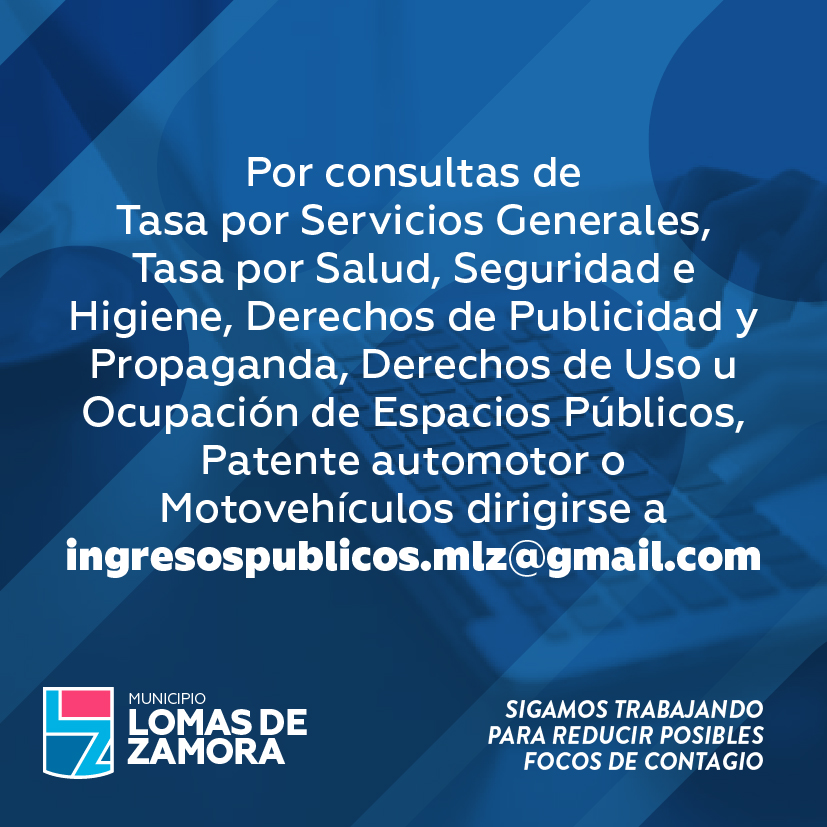 Por consultas de
Tasa por Servicios Generales,
Tasa por Salud, Seguridad e
Higiene, Derechos de Publicidad y
Propaganda, Derechos de Uso u
Ocupación de Espacios Públicos,
Patente automotor o
Motovehículos dirigirse a
ingresospublicos.mlz@gmail.com
MUNICIPIO
LOMAS DE
ZAMORA
SIGAMOS TRABAJANDO
PARA REDUCIR POSIBLES
FOCOS DE CONTAGIO